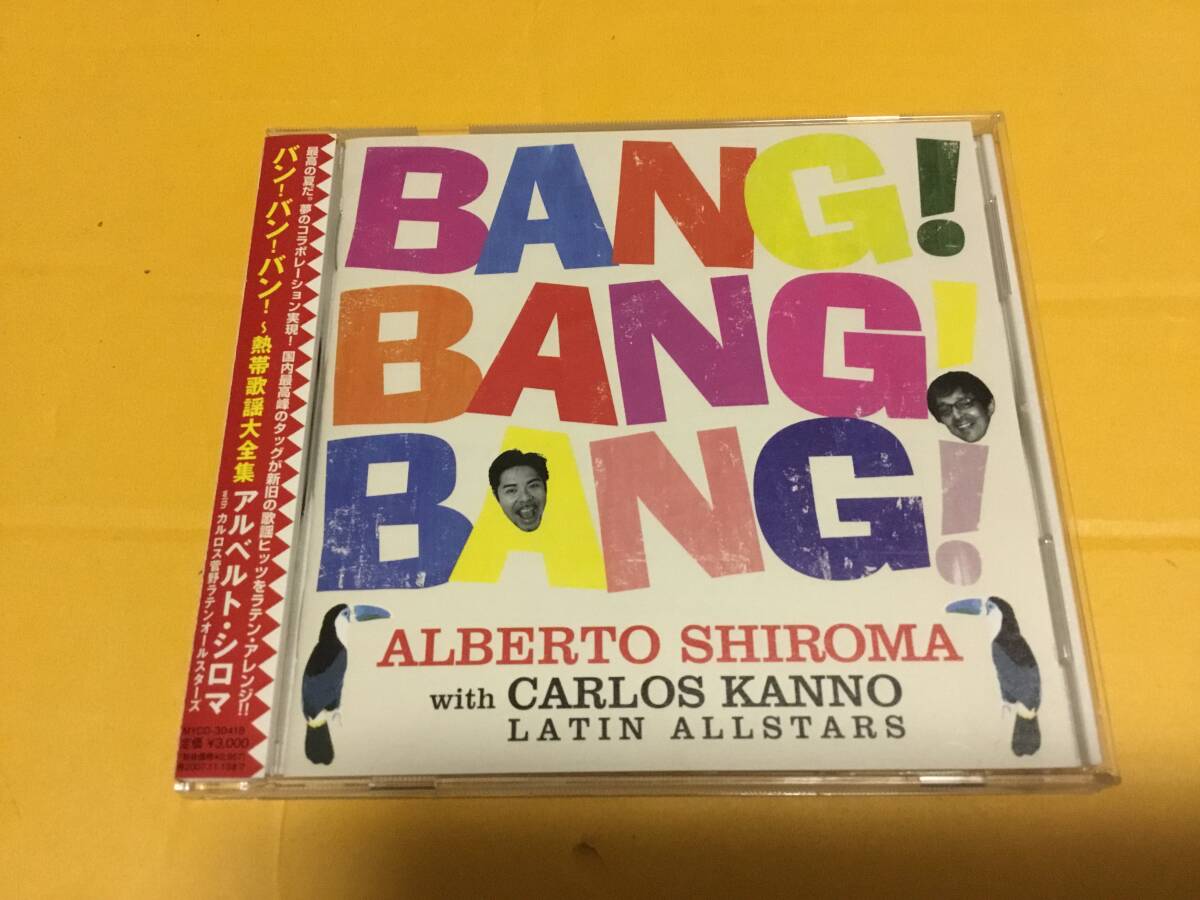 最高の夏だ。夢のコラボレーション実現！ 国内最高峰のタッグが新旧の歌謡ヒッツをラテン・アレンジ!!
バン！バン！バン！～熱帯歌謡大全集 アルベルト・シロマ
with カルロス菅野ラテンオールスターズ
MYCD-30418
定価 ¥3,000
BANG!
BANG!
BANG!
ALBERTO SHIROMA
with CARLOS KANNO
LATIN ALLSTARS